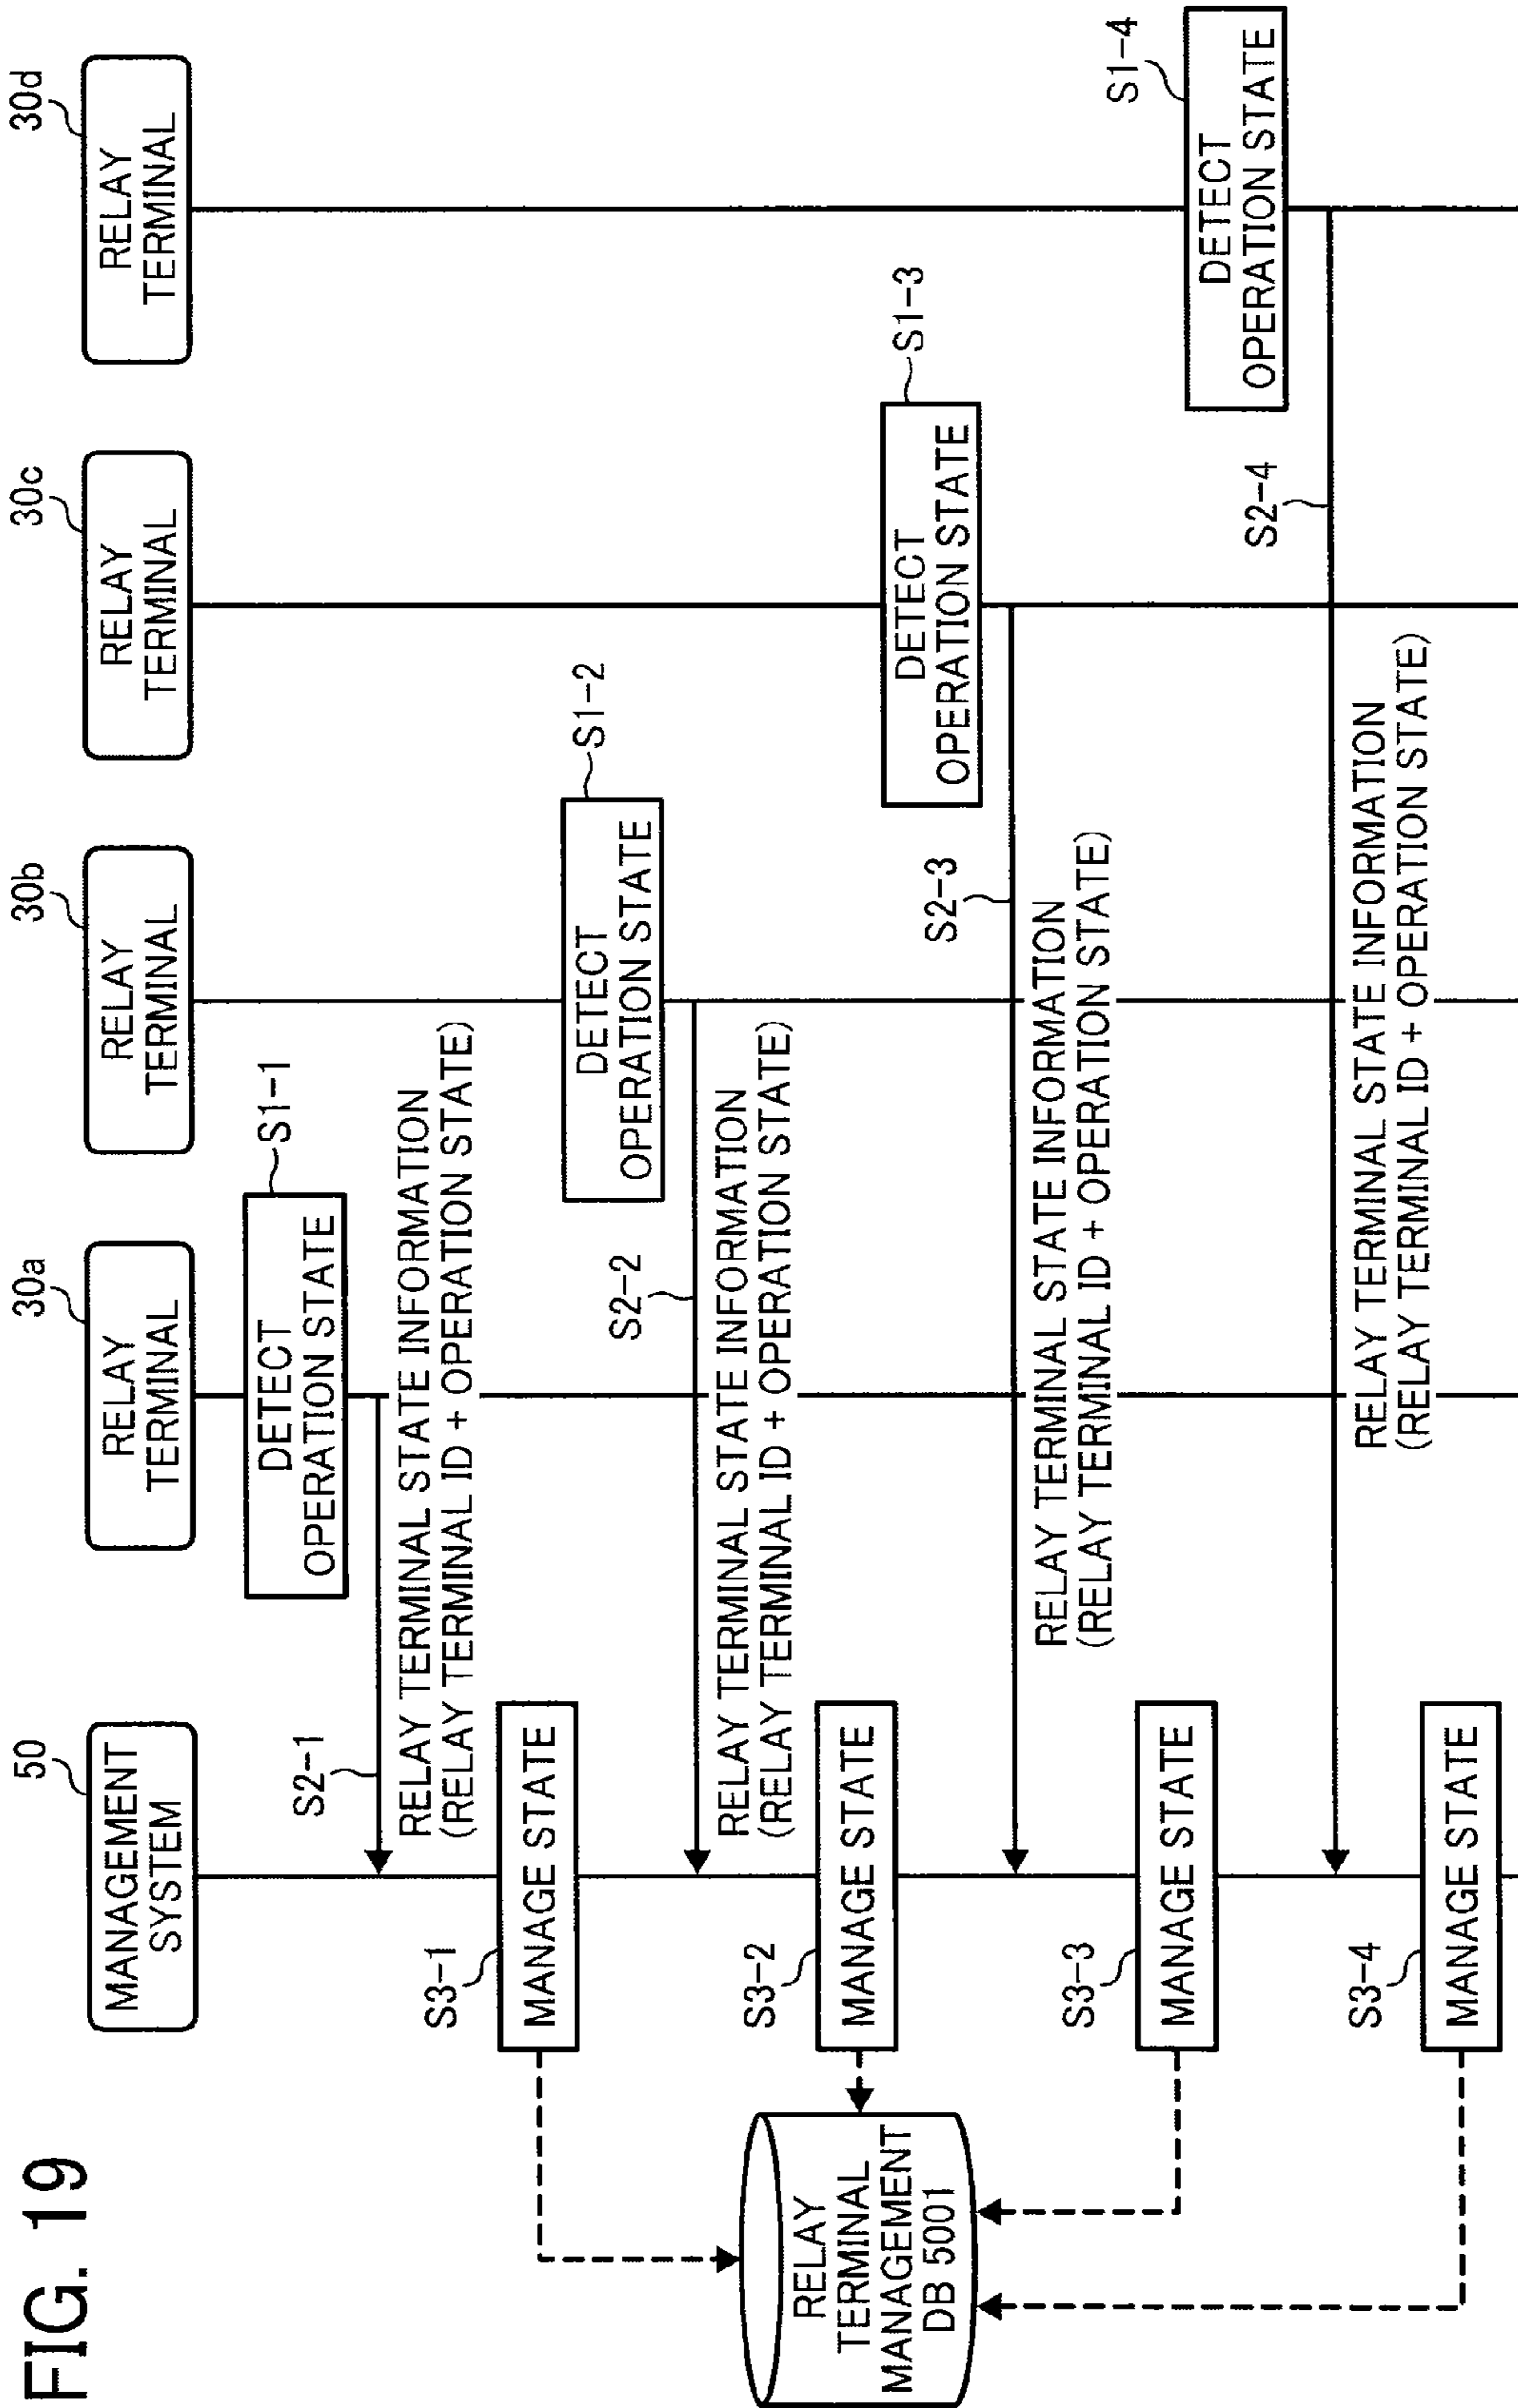 FIG. 19
50
MANAGEMENT
SYSTEM
30a
RELAY
TERMINAL
30b
RELAY
TERMINAL
30c
RELAY
TERMINAL
30d
RELAY
TERMINAL
S1-1
DETECT
OPERATION STATE
S2-1
RELAY TERMINAL STATE INFORMATION
(RELAY TERMINAL ID + OPERATION STATE)
S3-1
MANAGE STATE
S1-2
DETECT
OPERATION STATE
S2-2
RELAY TERMINAL STATE INFORMATION
(RELAY TERMINAL ID + OPERATION STATE)
S3-2
MANAGE STATE
RELAY
TERMINAL
MANAGEMENT
DB 5001
S1-3
DETECT
OPERATION STATE
S2-3
RELAY TERMINAL STATE INFORMATION
(RELAY TERMINAL ID + OPERATION STATE)
S3-3
MANAGE STATE
S1-4
DETECT
OPERATION STATE
S2-4
RELAY TERMINAL STATE INFORMATION
(RELAY TERMINAL ID + OPERATION STATE)
S3-4
MANAGE STATE